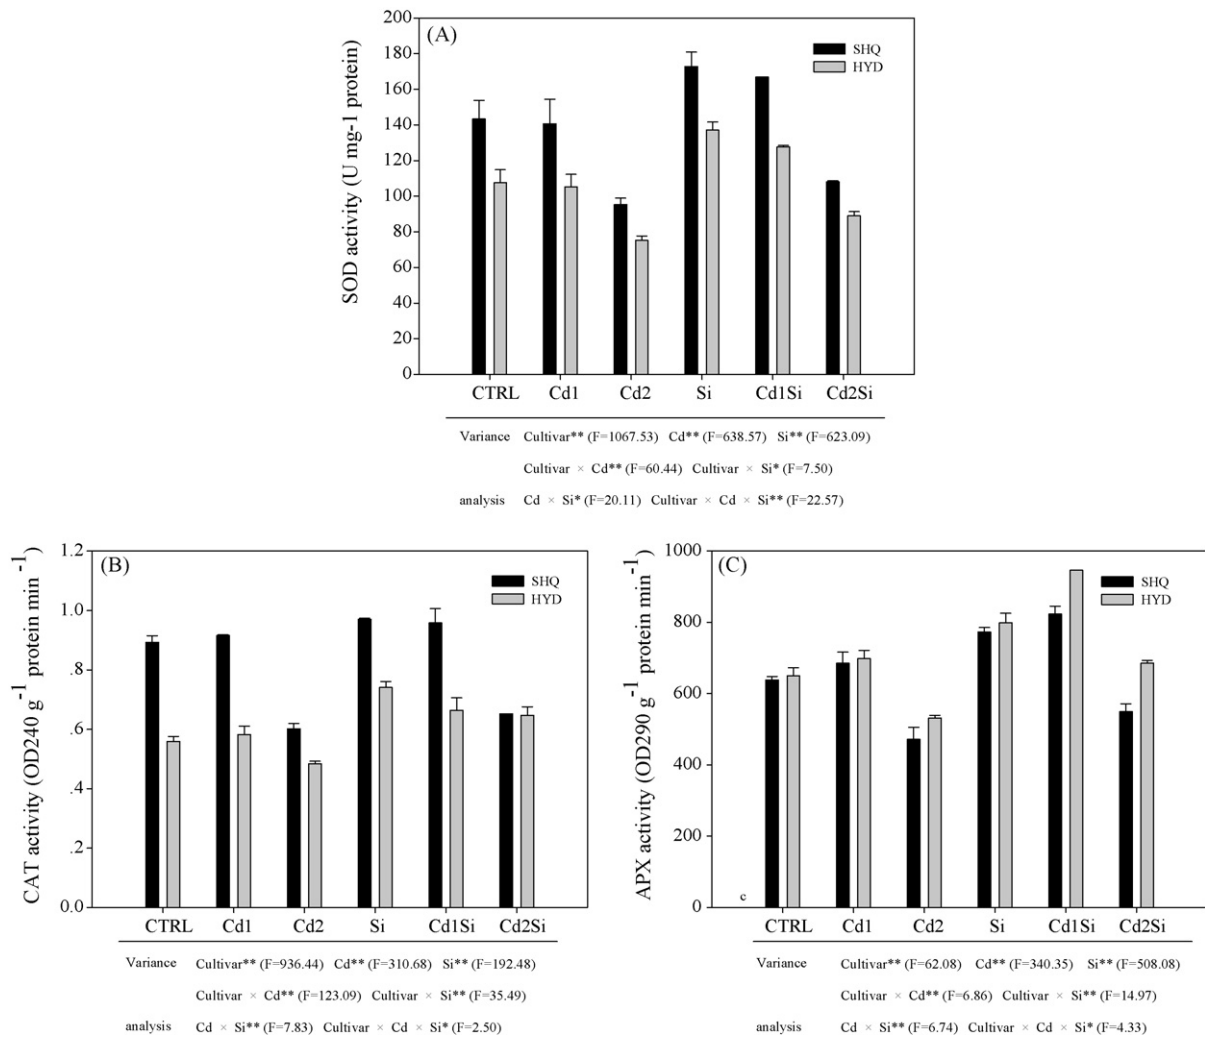 (A)
SHQ
HYD
SOD activity (U mg-1 protein)
200
180
160
140
120
100
80
60
40
20
0
CTRL Cd1 Cd2 Si Cd1Si Cd2Si
Variance Cultivar** (F=1067.53) Cd** (F=638.57) Si** (F=623.09)
Cultivar × Cd** (F=60.44) Cultivar × Si* (F=7.50)
analysis Cd × Si* (F=20.11) Cultivar × Cd × Si** (F=22.57)
(B)
SHQ
HYD
CAT activity (OD240 g-1 protein min -1)
1.2
1.0
.8
.6
.4
.2
0.0
CTRL Cd1 Cd2 Si Cd1Si Cd2Si
Variance Cultivar** (F=936.44) Cd** (F=310.68) Si** (F=192.48)
Cultivar × Cd** (F=123.09) Cultivar × Si** (F=35.49)
analysis Cd × Si** (F=7.83) Cultivar × Cd × Si* (F=2.50)
(C)
SHQ
HYD
APX activity (OD290 g-1 protein min-1)
1000
800
600
400
200
0
c
CTRL Cd1 Cd2 Si Cd1Si Cd2Si
Variance Cultivar** (F=62.08) Cd** (F=340.35) Si** (F=508.08)
Cultivar × Cd** (F=6.86) Cultivar × Si** (F=14.97)
analysis Cd × Si** (F=6.74) Cultivar × Cd × Si* (F=4.33)